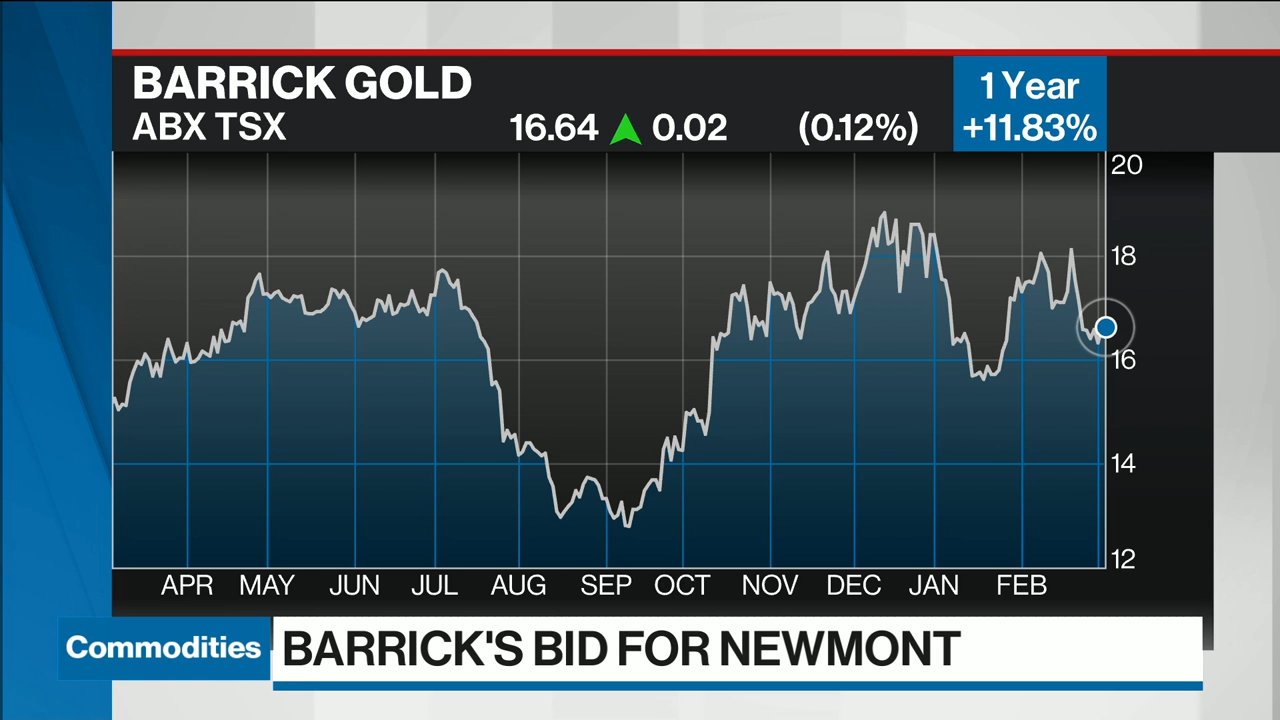 BARRICK GOLD
ABX TSX 16.64 0.02 (0.12%)
1 Year
+11.83%
20
18
16
14
12
APR MAY JUN JUL AUG SEP OCT NOV DEC JAN FEB
Commodities
BARRICK'S BID FOR NEWMONT